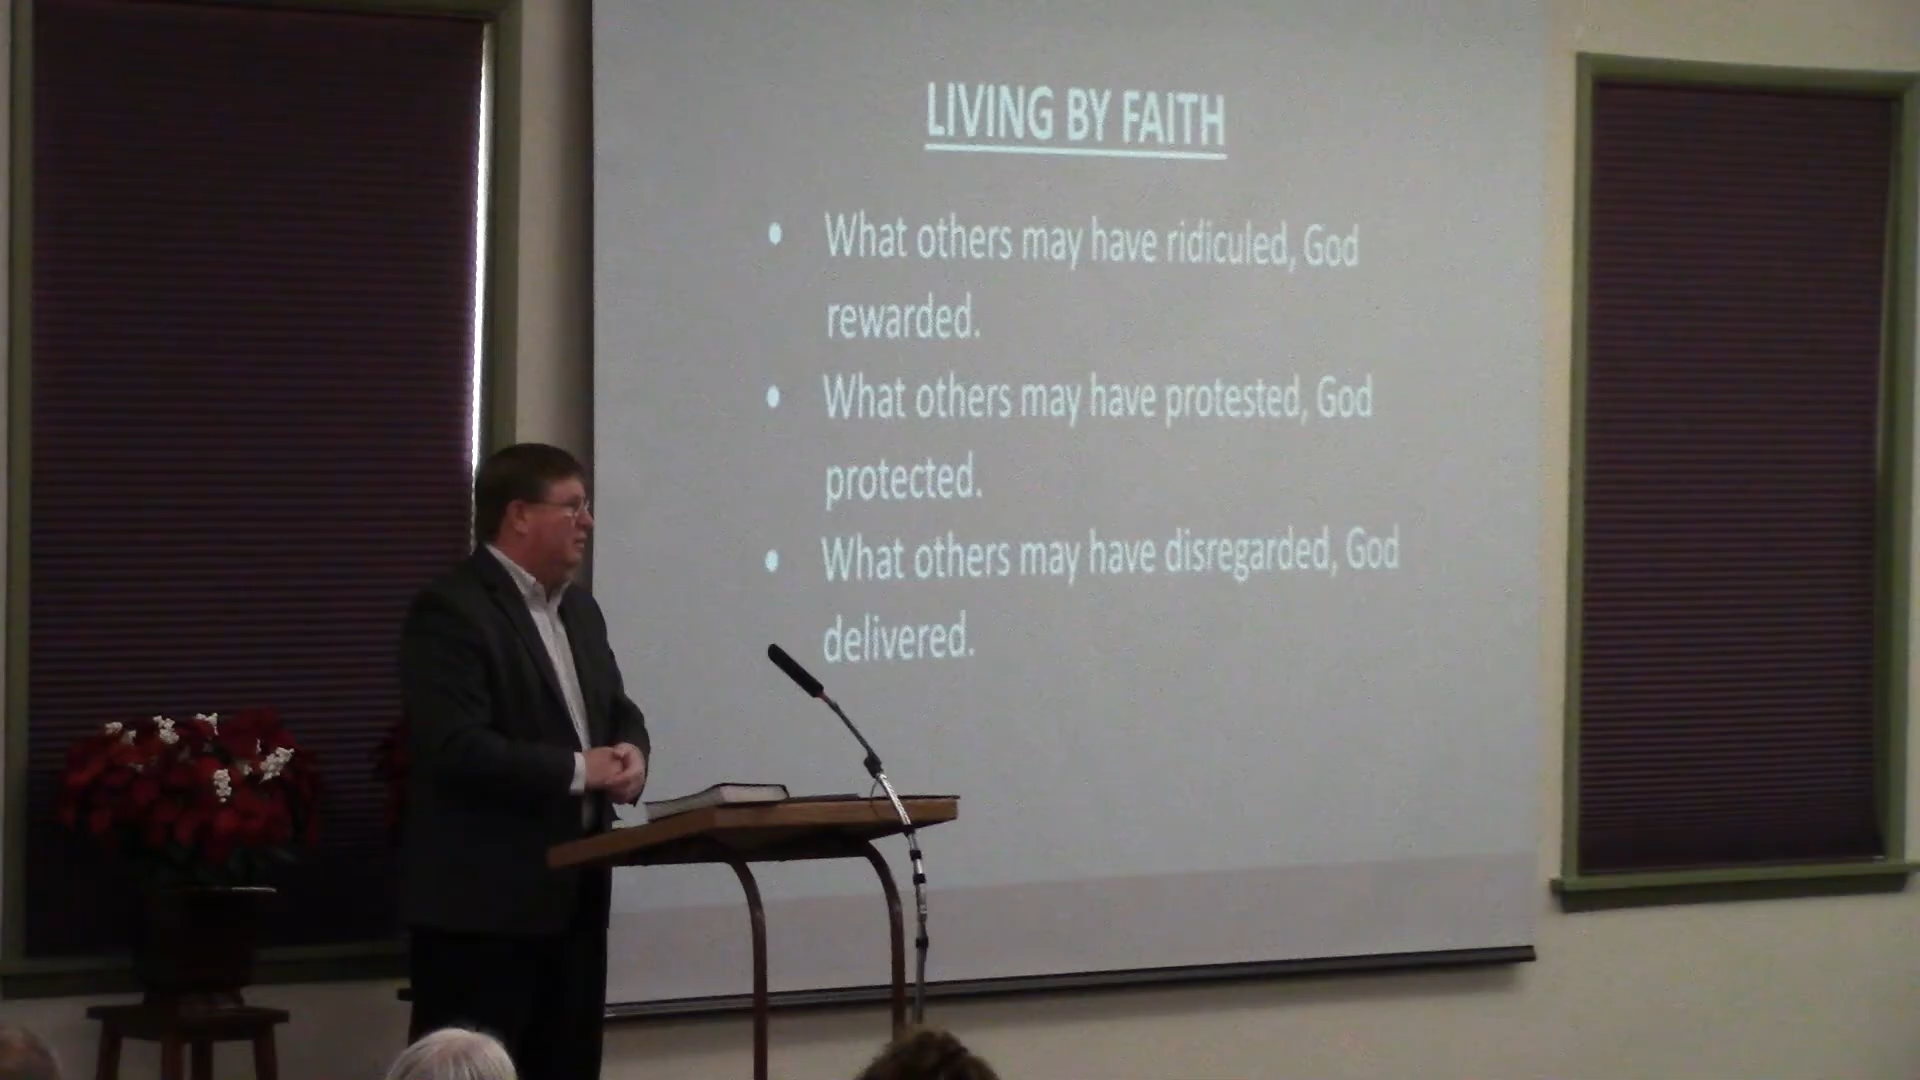 LIVING BY FAITH
• What others may have ridiculed, God
rewarded.
• What others may have protested, God
protected.
• What others may have disregarded, God
delivered.